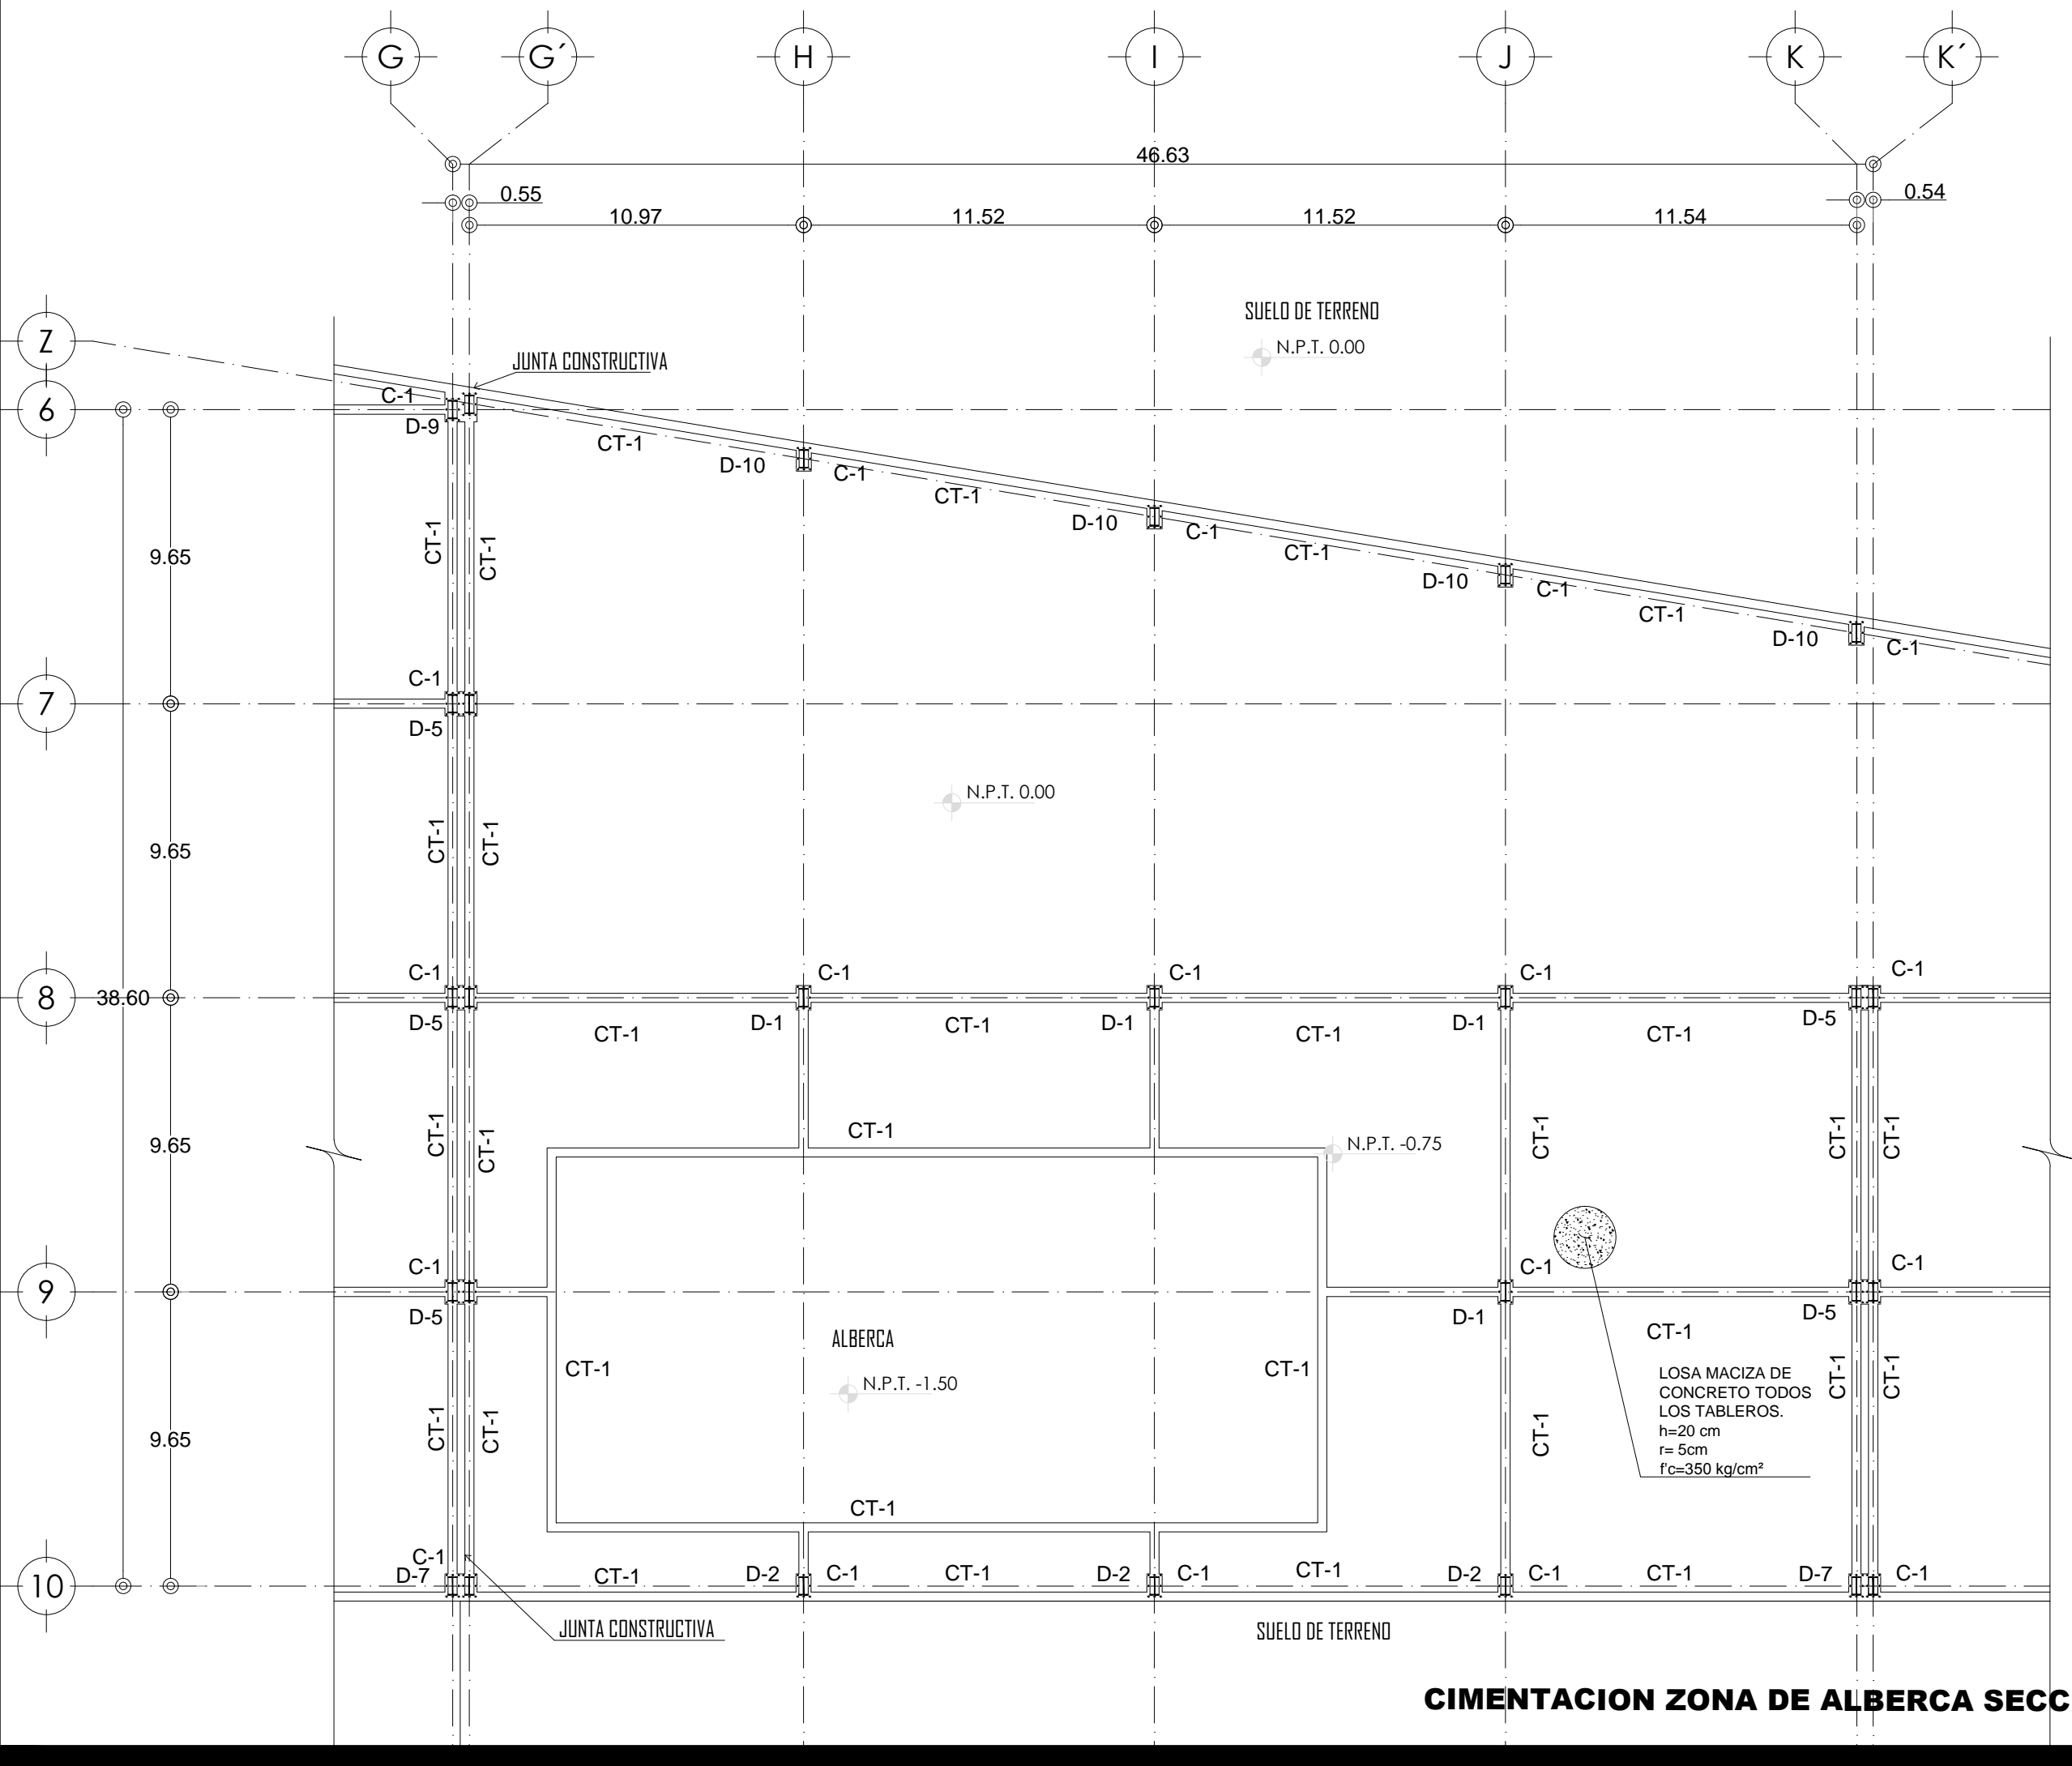 G G´ H I J K K´
46.63
0.55 0.54
10.97 11.52 11.52 11.54
SUELO DE TERRENO
N.P.T. 0.00
Z
JUNTA CONSTRUCTIVA
C-1
6
D-9
CT-1 D-10 C-1
CT-1 D-10 C-1
CT-1 D-10 C-1
CT-1 D-10 C-1
9.65 CT-1 CT-1
C-1
7
D-5
N.P.T. 0.00
9.65 CT-1 CT-1
C-1 C-1 C-1 C-1 C-1
8 38.60
D-5 CT-1 D-1 CT-1 D-1 CT-1 D-1 CT-1 D-5
CT-1
N.P.T. -0.75
9.65 CT-1 CT-1 CT-1 CT-1 CT-1
C-1 C-1 C-1
9
D-5 D-1 CT-1 D-5
ALBERCA
CT-1 CT-1
N.P.T. -1.50
LOSA MACIZA DE
CONCRETO TODOS
LOS TABLEROS.
h=20 cm
r= 5cm
f'c=350 kg/cm²
9.65 CT-1 CT-1 CT-1 CT-1 CT-1
CT-1
C-1
10
D-7 CT-1 D-2 C-1 CT-1 D-2 C-1 CT-1 D-2 C-1 CT-1 D-7 C-1
JUNTA CONSTRUCTIVA
SUELO DE TERRENO
CIMENTACION ZONA DE ALBERCA SECC